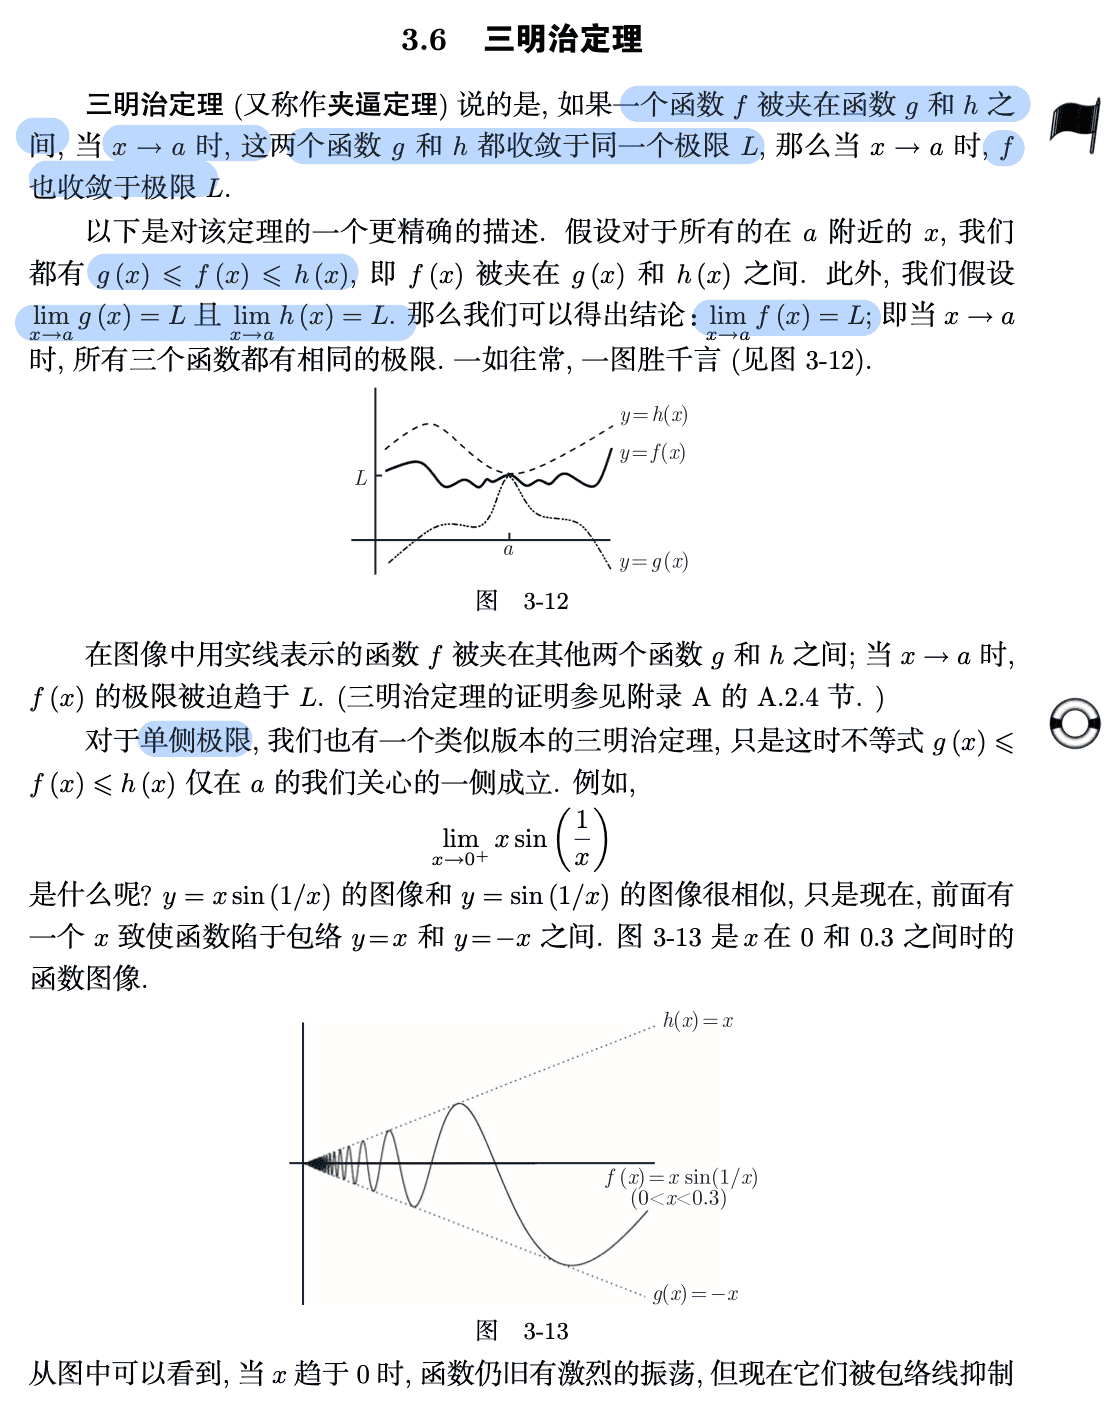 3.6 三明治定理
三明治定理 (又称作夹逼定理) 说的是, 如果一个函数 f 被夹在函数 g 和 h 之
间, 当 x → a 时, 这两个函数 g 和 h 都收敛于同一个极限 L, 那么当 x → a 时, f
也收敛于极限 L.
以下是对该定理的一个更精确的描述. 假设对于所有的在 a 附近的 x, 我们
都有 g (x) ⩽ f (x) ⩽ h (x), 即 f (x) 被夹在 g (x) 和 h (x) 之间. 此外, 我们假设
lim_{x→a} g (x) = L 且 lim_{x→a} h (x) = L. 那么我们可以得出结论: lim_{x→a} f (x) = L; 即当 x → a
时, 所有三个函数都有相同的极限. 一如往常, 一图胜千言 (见图 3-12).
y=h(x)
y=f(x)
L
a
y=g(x)
图 3-12
在图像中用实线表示的函数 f 被夹在其他两个函数 g 和 h 之间; 当 x → a 时,
f (x) 的极限被迫趋于 L. (三明治定理的证明参见附录 A 的 A.2.4 节. )
对于单侧极限, 我们也有一个类似版本的三明治定理, 只是这时不等式 g (x) ⩽
f (x) ⩽ h (x) 仅在 a 的我们关心的一侧成立. 例如,
lim_{x→0⁺} x sin (1/x)
是什么呢? y = x sin (1/x) 的图像和 y = sin (1/x) 的图像很相似, 只是现在, 前面有
一个 x 致使函数陷于包络 y=x 和 y=−x 之间. 图 3-13 是 x 在 0 和 0.3 之间时的
函数图像.
h(x)=x
f (x)=x sin(1/x)
(0<x<0.3)
g(x)=−x
图 3-13
从图中可以看到, 当 x 趋于 0 时, 函数仍旧有激烈的振荡, 但现在它们被包络线抑制